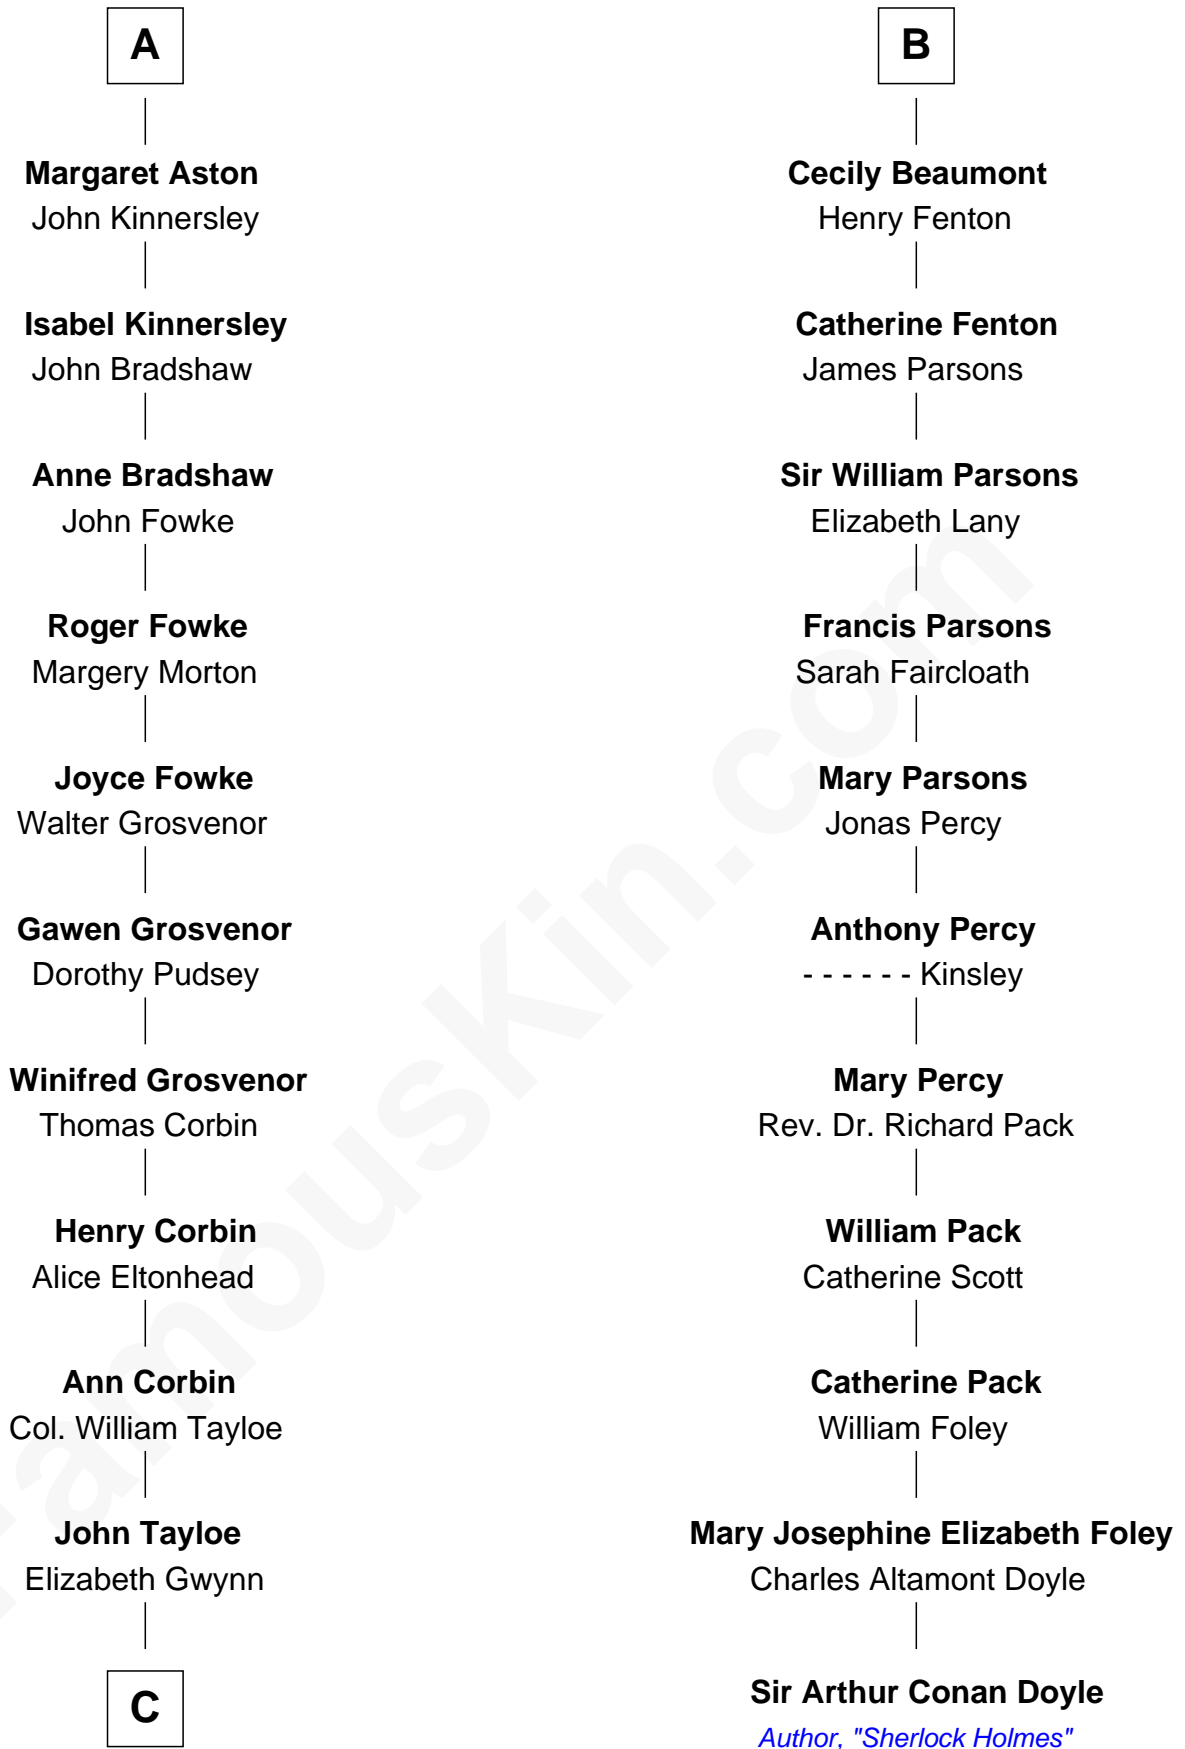 A
Margaret Aston
John Kinnersley
Isabel Kinnersley
John Bradshaw
Anne Bradshaw
John Fowke
Roger Fowke
Margery Morton
Joyce Fowke
Walter Grosvenor
Gawen Grosvenor
Dorothy Pudsey
Winifred Grosvenor
Thomas Corbin
Henry Corbin
Alice Eltonhead
Ann Corbin
Col. William Tayloe
John Tayloe
Elizabeth Gwynn
C
B
Cecily Beaumont
Henry Fenton
Catherine Fenton
James Parsons
Sir William Parsons
Elizabeth Lany
Francis Parsons
Sarah Faircloath
Mary Parsons
Jonas Percy
Anthony Percy
- - - - - - Kinsley
Mary Percy
Rev. Dr. Richard Pack
William Pack
Catherine Scott
Catherine Pack
William Foley
Mary Josephine Elizabeth Foley
Charles Altamont Doyle
Sir Arthur Conan Doyle
Author, "Sherlock Holmes"
FamousKin.com